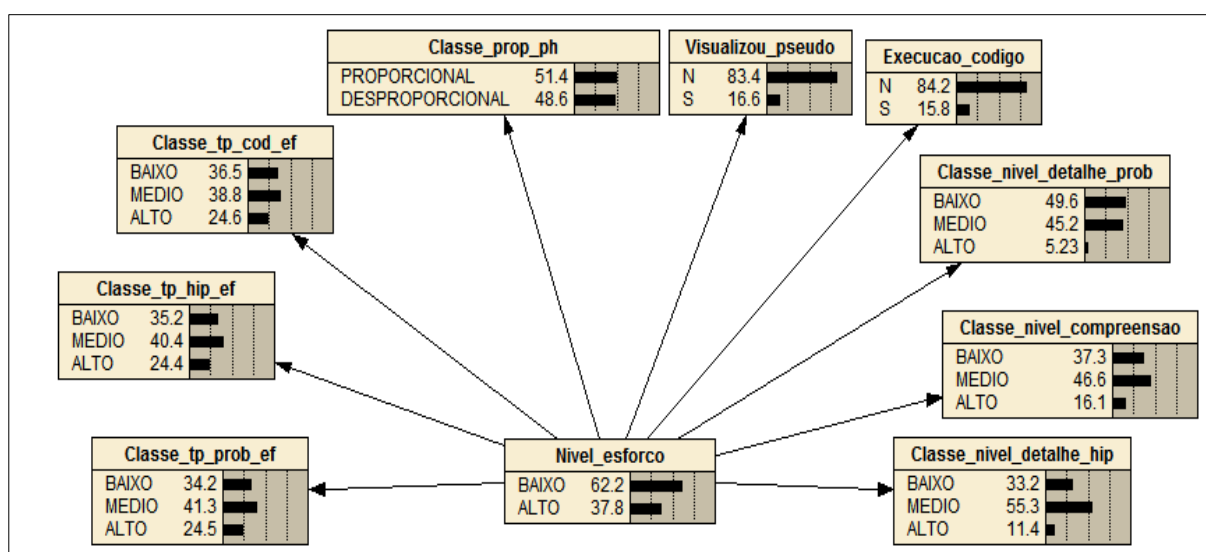 Classe_prop_ph
PROPORCIONAL 51.4
DESPROPORCIONAL 48.6
Visualizou_pseudo
N 83.4
S 16.6
Execucao_codigo
N 84.2
S 15.8
Classe_tp_cod_ef
BAIXO 36.5
MEDIO 38.8
ALTO 24.6
Classe_nivel_detalhe_prob
BAIXO 49.6
MEDIO 45.2
ALTO 5.23
Classe_tp_hip_ef
BAIXO 35.2
MEDIO 40.4
ALTO 24.4
Classe_nivel_compreensao
BAIXO 37.3
MEDIO 46.6
ALTO 16.1
Classe_tp_prob_ef
BAIXO 34.2
MEDIO 41.3
ALTO 24.5
Nivel_esforco
BAIXO 62.2
ALTO 37.8
Classe_nivel_detalhe_hip
BAIXO 33.2
MEDIO 55.3
ALTO 11.4